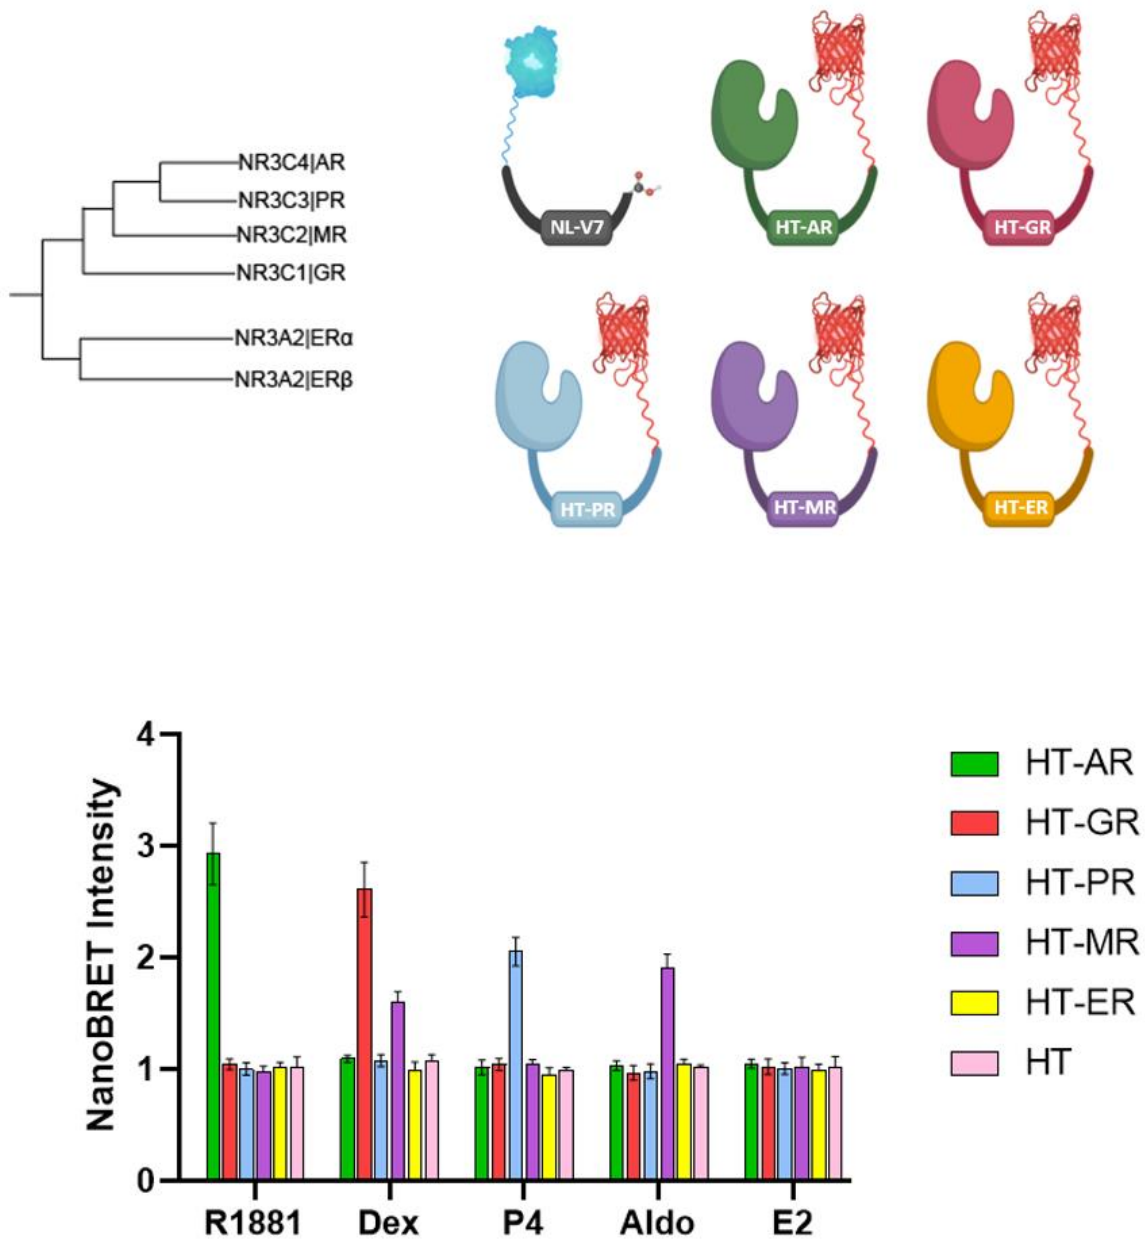 NR3C4|AR
NR3C3|PR
NR3C2|MR
NR3C1|GR
NR3A2|ERα
NR3A2|ERβ
NL-V7
HT-AR
HT-GR
HT-PR
HT-MR
HT-ER
NanoBRET Intensity
4
3
2
1
0
R1881
Dex
P4
Aldo
E2
HT-AR
HT-GR
HT-PR
HT-MR
HT-ER
HT